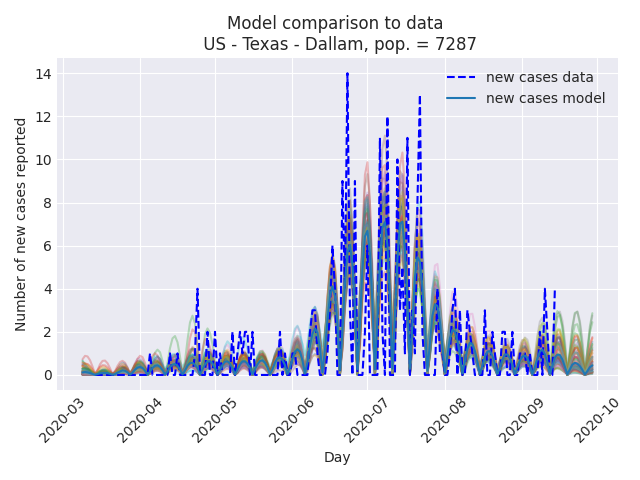 Model comparison to data
US - Texas - Dallam, pop. = 7287
new cases data
new cases model
Number of new cases reported
14
12
10
8
6
4
2
0
2020-03
2020-04
2020-05
2020-06
2020-07
2020-08
2020-09
2020-10
Day